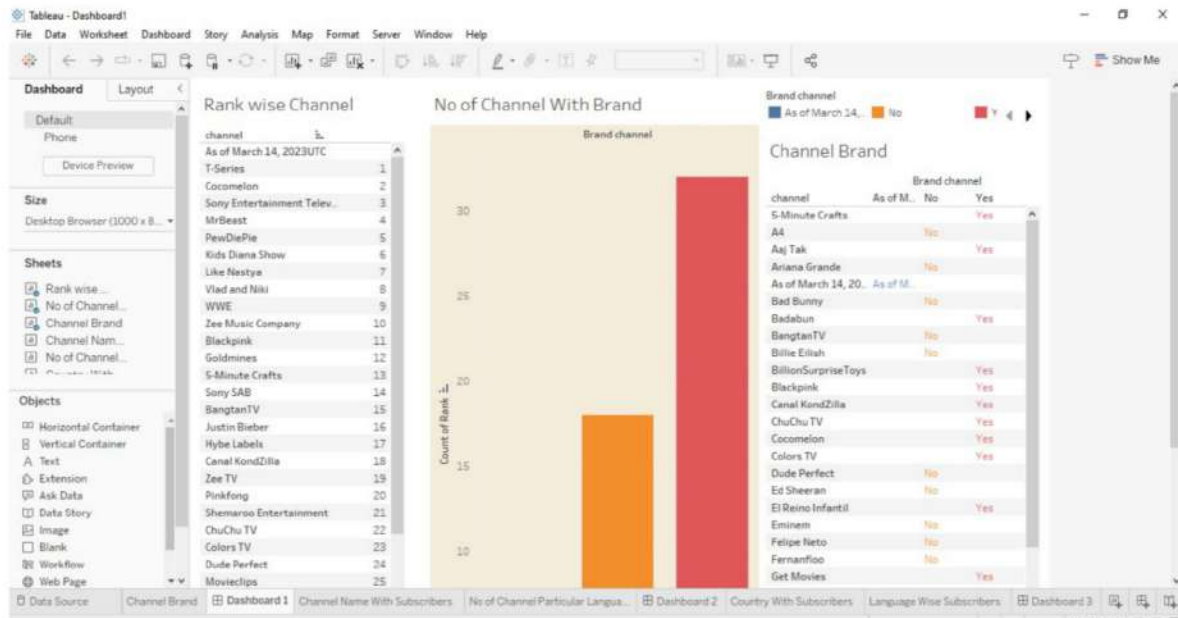 Tableau - Dashboard1
File Data Worksheet Dashboard Story Analysis Map Format Server Window Help
Show Me
Dashboard Layout
Default
Phone
Device Preview
Size
Desktop Browser (1000 x 8...
Sheets
Rank wise...
No of Channel...
Channel Brand
Channel Nam...
No of Channel...
Objects
Horizontal Container
Vertical Container
Text
Extension
Ask Data
Data Story
Image
Blank
Workflow
Web Page
Rank wise Channel
channel
As of March 14, 2023UTC
T-Series 1
Cocomelon 2
Sony Entertainment Telev.. 3
MrBeast 4
PewDiePie 5
Kids Diana Show 6
Like Nastya 7
Vlad and Niki 8
WWE 9
Zee Music Company 10
Blackpink 11
Goldmines 12
5-Minute Crafts 13
Sony SAB 14
BangtanTV 15
Justin Bieber 16
Hybe Labels 17
Canal KondZilla 18
Zee TV 19
Pinkfong 20
Shemaroo Entertainment 21
ChuChu TV 22
Colors TV 23
Dude Perfect 24
Movieclips 25
No of Channel With Brand
Brand channel
30
25
20
15
10
Count of Rank
Brand channel
As of March 14,.. No Y
Channel Brand
Brand channel
channel As of M.. No Yes
5-Minute Crafts Yes
A4 No
Aaj Tak Yes
Ariana Grande No
As of March 14, 20.. As of M..
Bad Bunny No
Badabun Yes
BangtanTV No
Billie Eilish No
BillionSurpriseToys Yes
Blackpink Yes
Canal KondZilla Yes
ChuChu TV Yes
Cocomelon Yes
Colors TV Yes
Dude Perfect No
Ed Sheeran No
El Reino Infantil Yes
Eminem No
Felipe Neto No
Fernanfloo No
Get Movies Yes
Data Source Channel Brand Dashboard 1 Channel Name With Subscribers No of Channel Particular Langua... Dashboard 2 Country With Subscribers Language Wise Subscribers Dashboard 3